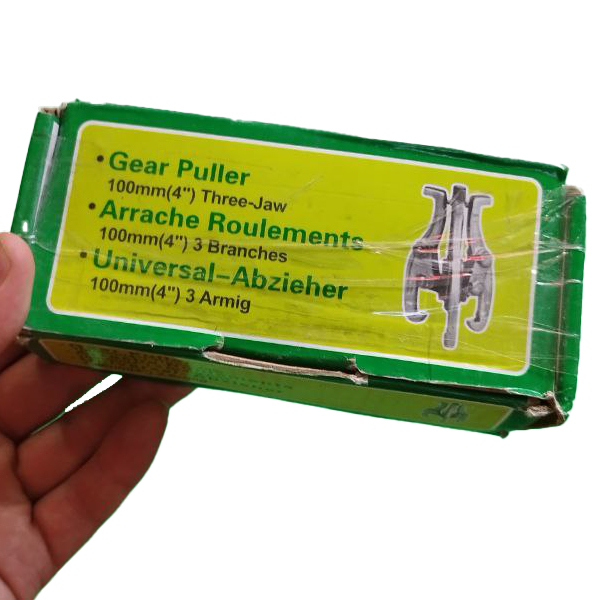 • Gear Puller
100mm(4") Three-Jaw
• Arrache Roulements
100mm(4") 3 Branches
• Universal-Abzieher
100mm(4") 3 Armig